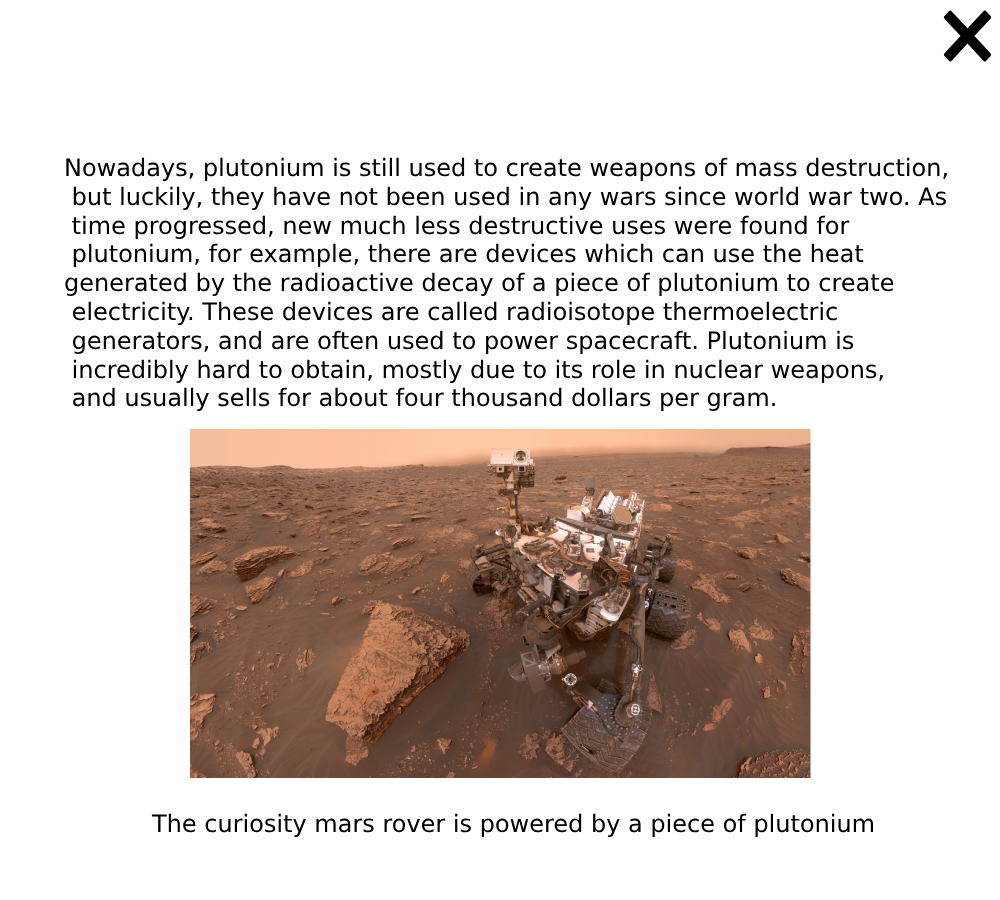 Nowadays, plutonium is still used to create weapons of mass destruction,
but luckily, they have not been used in any wars since world war two. As
time progressed, new much less destructive uses were found for
plutonium, for example, there are devices which can use the heat
generated by the radioactive decay of a piece of plutonium to create
electricity. These devices are called radioisotope thermoelectric
generators, and are often used to power spacecraft. Plutonium is
incredibly hard to obtain, mostly due to its role in nuclear weapons,
and usually sells for about four thousand dollars per gram.
The curiosity mars rover is powered by a piece of plutonium